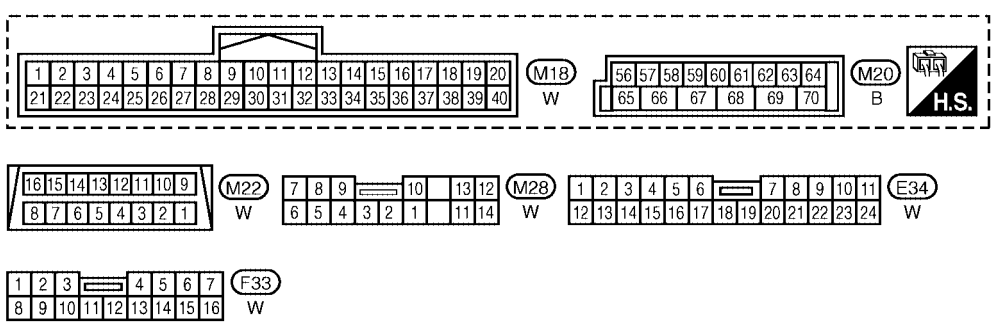 1 2 3 4 5 6 7 8 9 10 11 12 13 14 15 16 17 18 19 20
21 22 23 24 25 26 27 28 29 30 31 32 33 34 35 36 37 38 39 40
M18
W
56 57 58 59 60 61 62 63 64
65 66 67 68 69 70
M20
B
H.S.
16 15 14 13 12 11 10 9
8 7 6 5 4 3 2 1
M22
W
7 8 9 10 13 12
6 5 4 3 2 1 11 14
M28
W
1 2 3 4 5 6 7 8 9 10 11
12 13 14 15 16 17 18 19 20 21 22 23 24
E34
W
1 2 3 4 5 6 7
8 9 10 11 12 13 14 15 16
F33
W